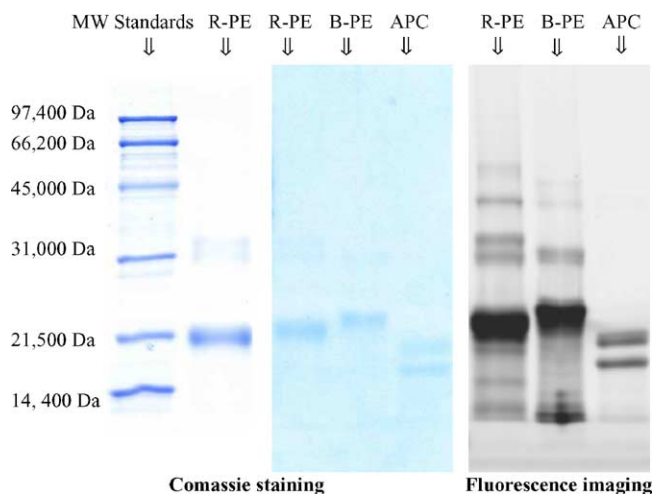 MW Standards R-PE R-PE B-PE APC R-PE B-PE APC
97,400 Da
66,200 Da
45,000 Da
31,000 Da
21,500 Da
14, 400 Da
Comassie staining Fluorescence imaging